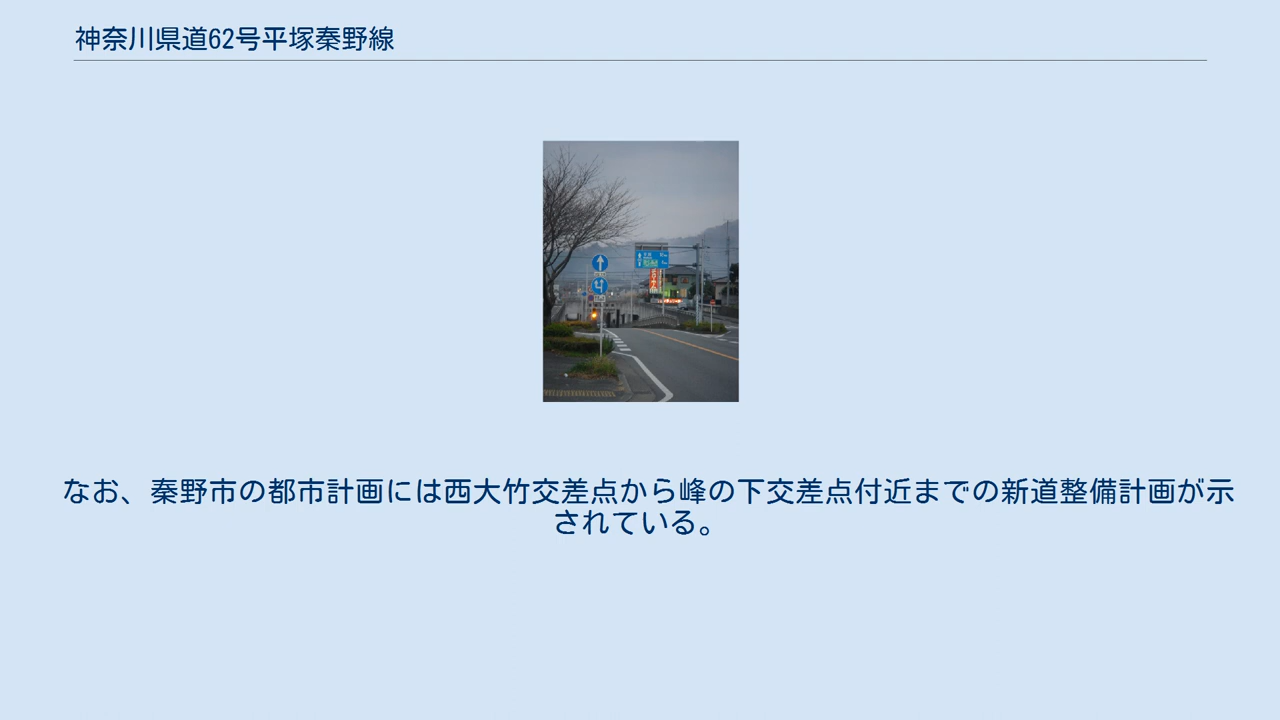 神奈川県道62号平塚秦野線
なお、秦野市の都市計画には西大竹交差点から峰の下交差点付近までの新道整備計画が示
されている。